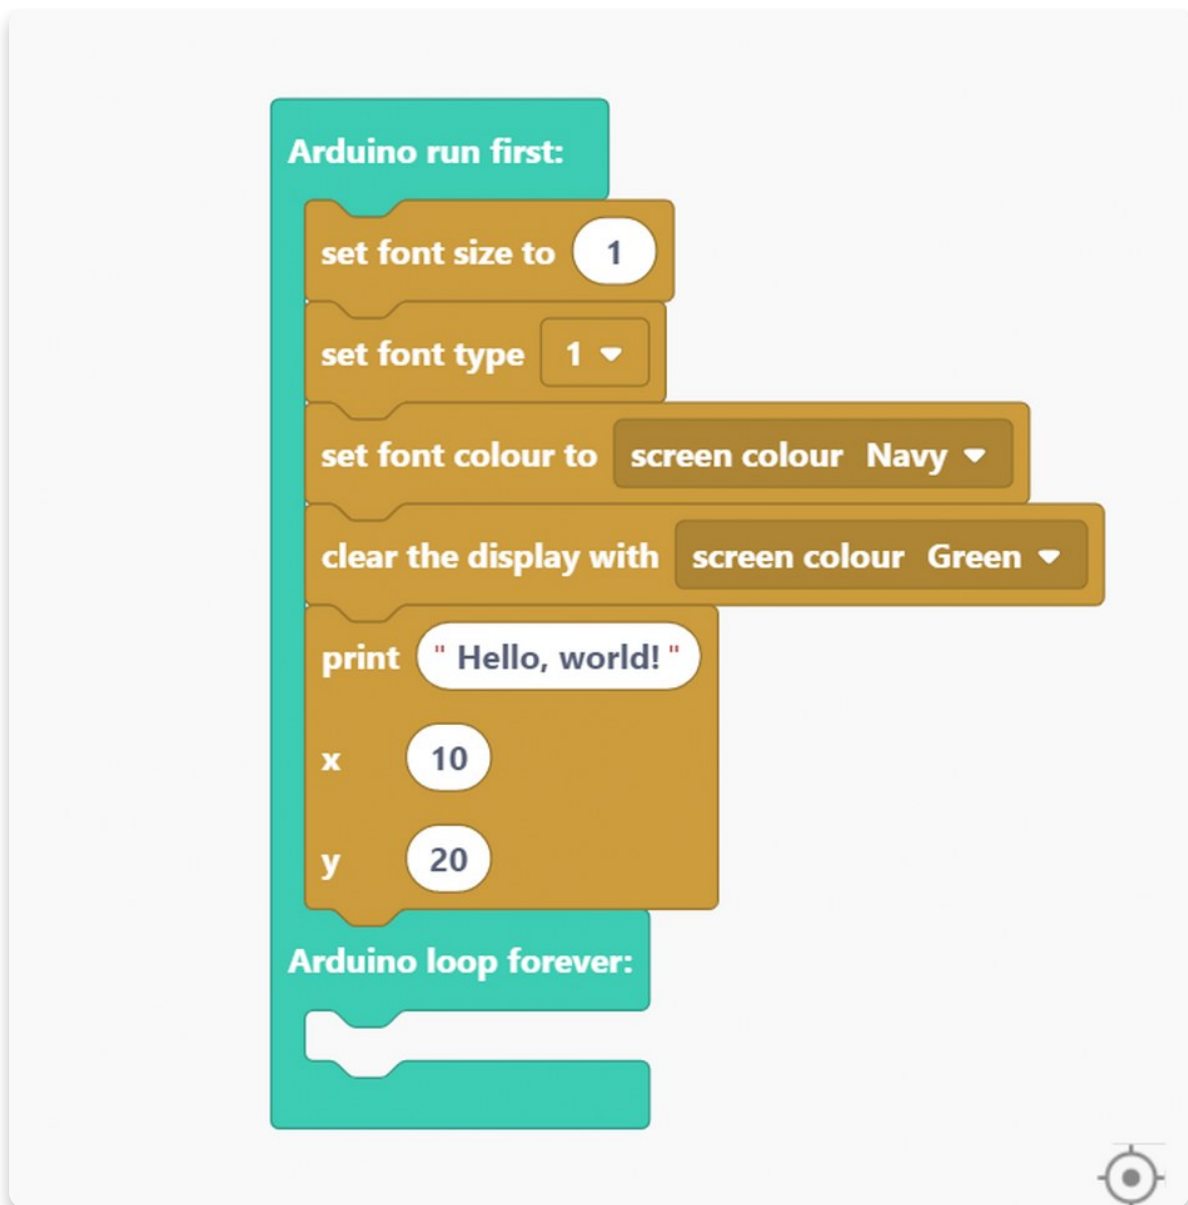 Arduino run first:
set font size to 1
set font type 1
set font colour to screen colour Navy
clear the display with screen colour Green
print " Hello, world! "
x 10
y 20
Arduino loop forever: